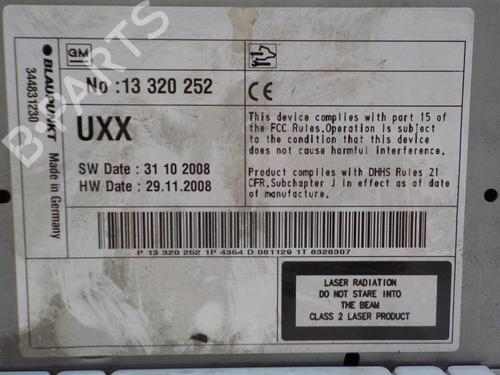 B-PARTS
GM
No :13 320 252
UXX
SW Date : 31 10 2008
HW Date : 29.11.2008
BLAUPUNKT Made in Germany
344831230
CE
This device complies with part 15 of
the FCC Rules.Operation is subject
to the condition that this device
does not cause harmful interference.
Product complies with DHHS Rules 21
CFR.Subchapter J in effect as of date
of manufacture.
P 13 320 252 1P 4364 D 081129 1T 8328307
LASER RADIATION
DO NOT STARE INTO
THE BEAM
CLASS 2 LASER PRODUCT